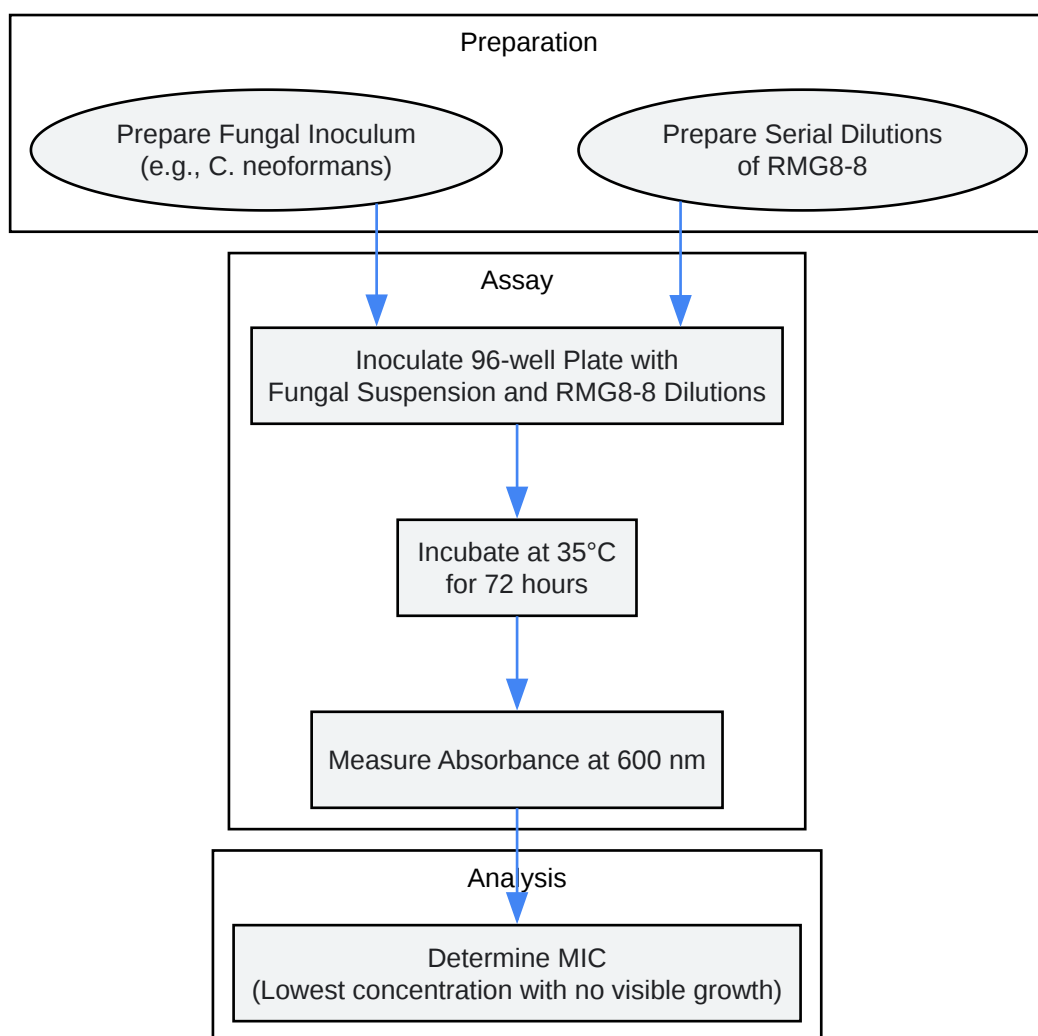 Preparation
Prepare Fungal Inoculum
(e.g., C. neoformans)
Prepare Serial Dilutions
of RMG8-8
Assay
Inoculate 96-well Plate with
Fungal Suspension and RMG8-8 Dilutions
Incubate at 35°C
for 72 hours
Measure Absorbance at 600 nm
Analysis
Determine MIC
(Lowest concentration with no visible growth)